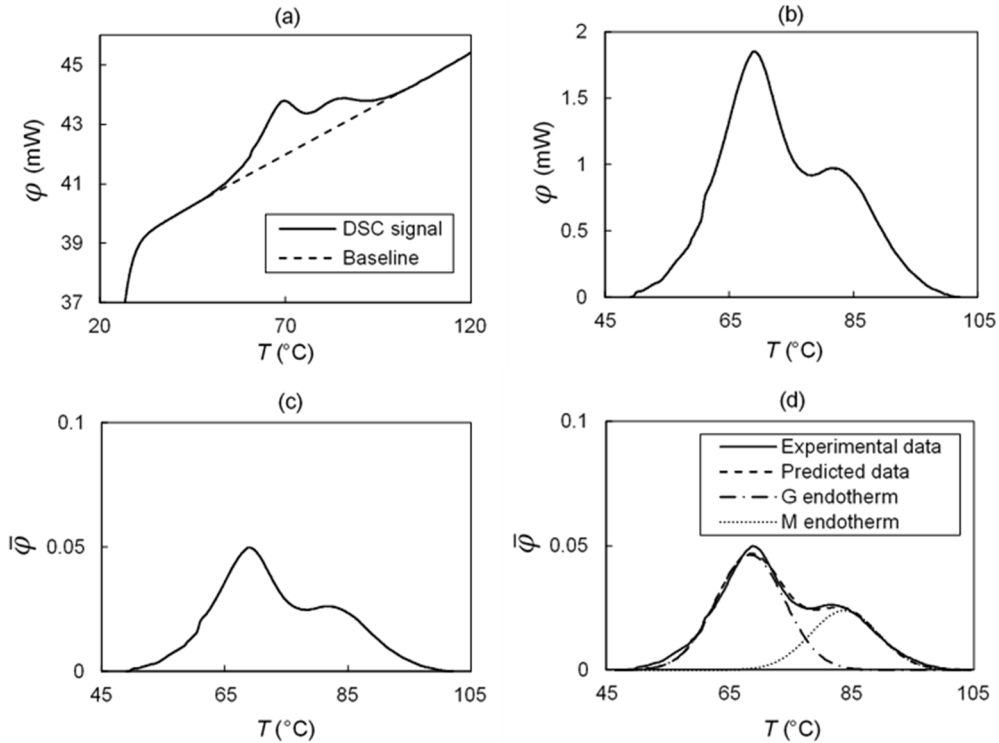 (a)
45
43
41
39
37
φ (mW)
DSC signal
Baseline
20
70
120
T (°C)
(b)
2
1.5
1
0.5
0
φ (mW)
45
65
85
105
T (°C)
(c)
0.1
0.05
0
φ̄
45
65
85
105
T (°C)
(d)
0.1
0.05
0
φ̄
Experimental data
Predicted data
G endotherm
M endotherm
45
65
85
105
T (°C)